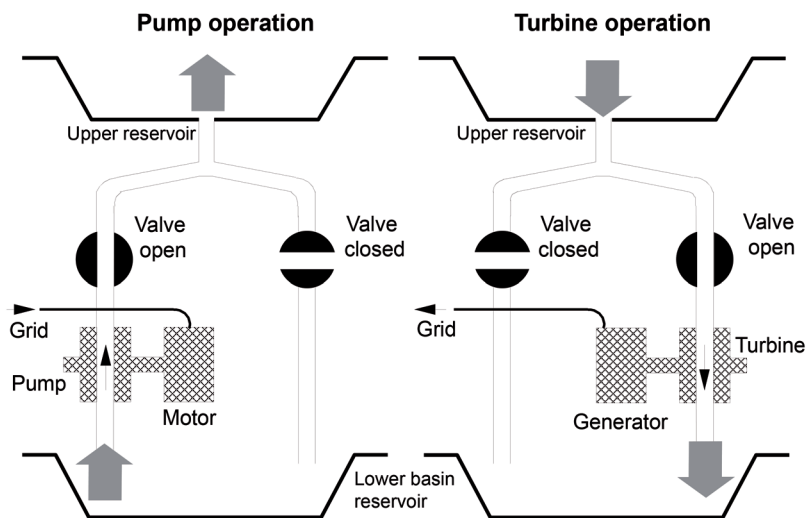 Pump operation
Upper reservoir
Valve
open
Valve
closed
Grid
Pump
Motor
Turbine operation
Upper reservoir
Valve
closed
Valve
open
Grid
Turbine
Generator
Lower basin
reservoir